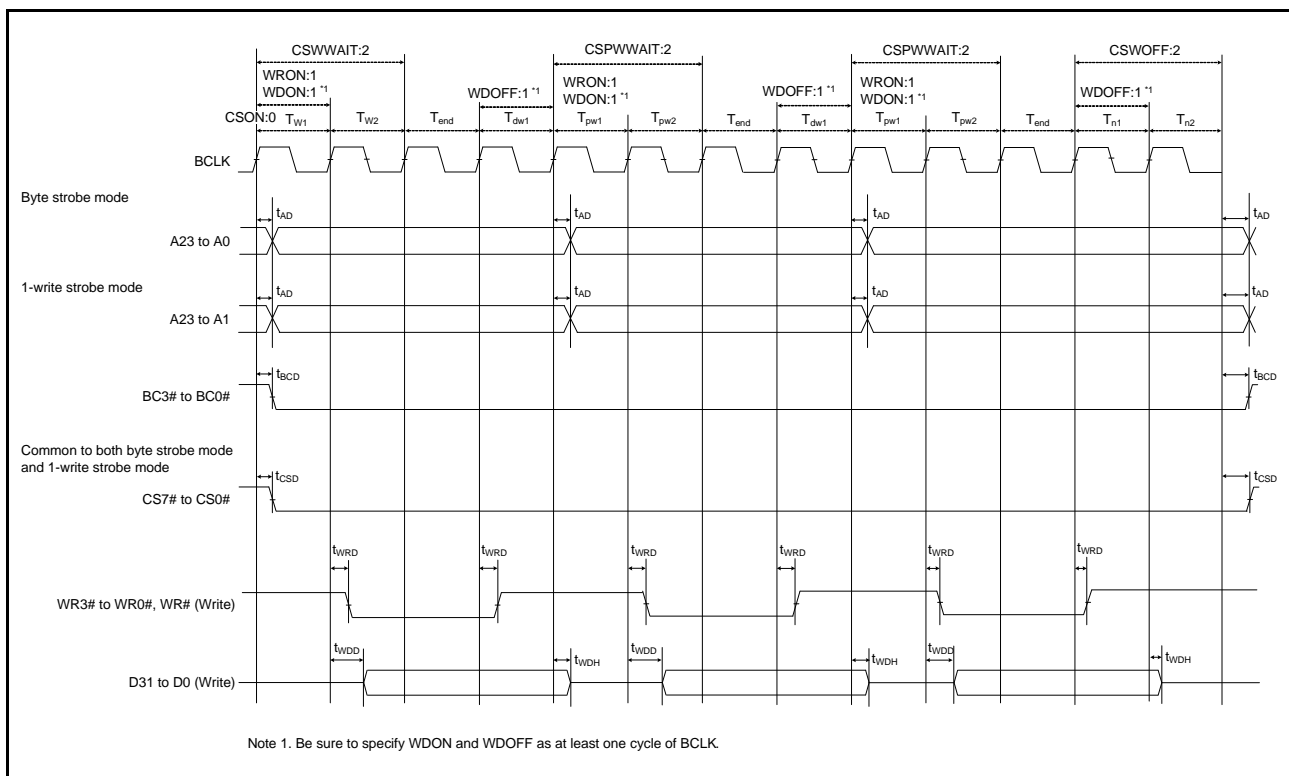 CSWWAIT:2 CSPWWAIT:2 CSPWWAIT:2 CSWOFF:2
WRON:1 WRON:1 WRON:1
WDON:1 *1 WDOFF:1 *1 WDON:1 *1 WDOFF:1 *1 WDON:1 *1 WDOFF:1 *1
CSON:0 TW1 TW2 Tend Tdw1 Tpw1 Tpw2 Tend Tdw1 Tpw1 Tpw2 Tend Tn1 Tn2
BCLK
Byte strobe mode
tAD tAD tAD tAD
A23 to A0
1-write strobe mode
tAD tAD tAD tAD
A23 to A1
tBCD tBCD
BC3# to BC0#
Common to both byte strobe mode
and 1-write strobe mode
tCSD tCSD
CS7# to CS0#
tWRD tWRD tWRD tWRD tWRD tWRD
WR3# to WR0#, WR# (Write)
tWDD tWDH tWDD tWDH tWDD tWDH
D31 to D0 (Write)
Note 1. Be sure to specify WDON and WDOFF as at least one cycle of BCLK.